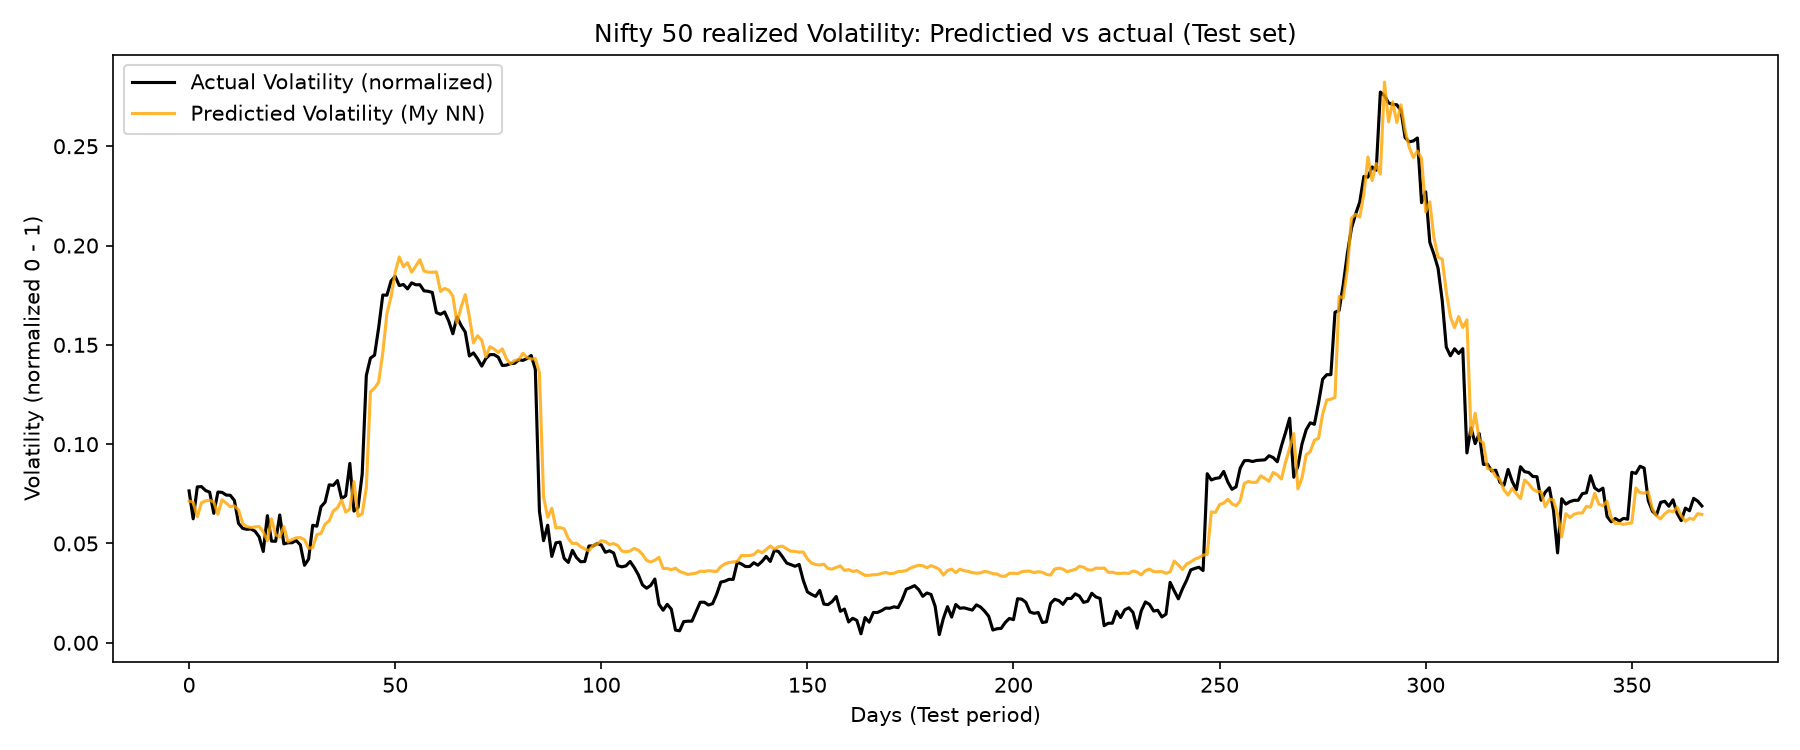 Nifty 50 realized Volatility: Predictied vs actual (Test set)
Actual Volatility (normalized)
Predictied Volatility (My NN)
Volatility (normalized 0 - 1)
0.25
0.20
0.15
0.10
0.05
0.00
0 50 100 150 200 250 300 350
Days (Test period)